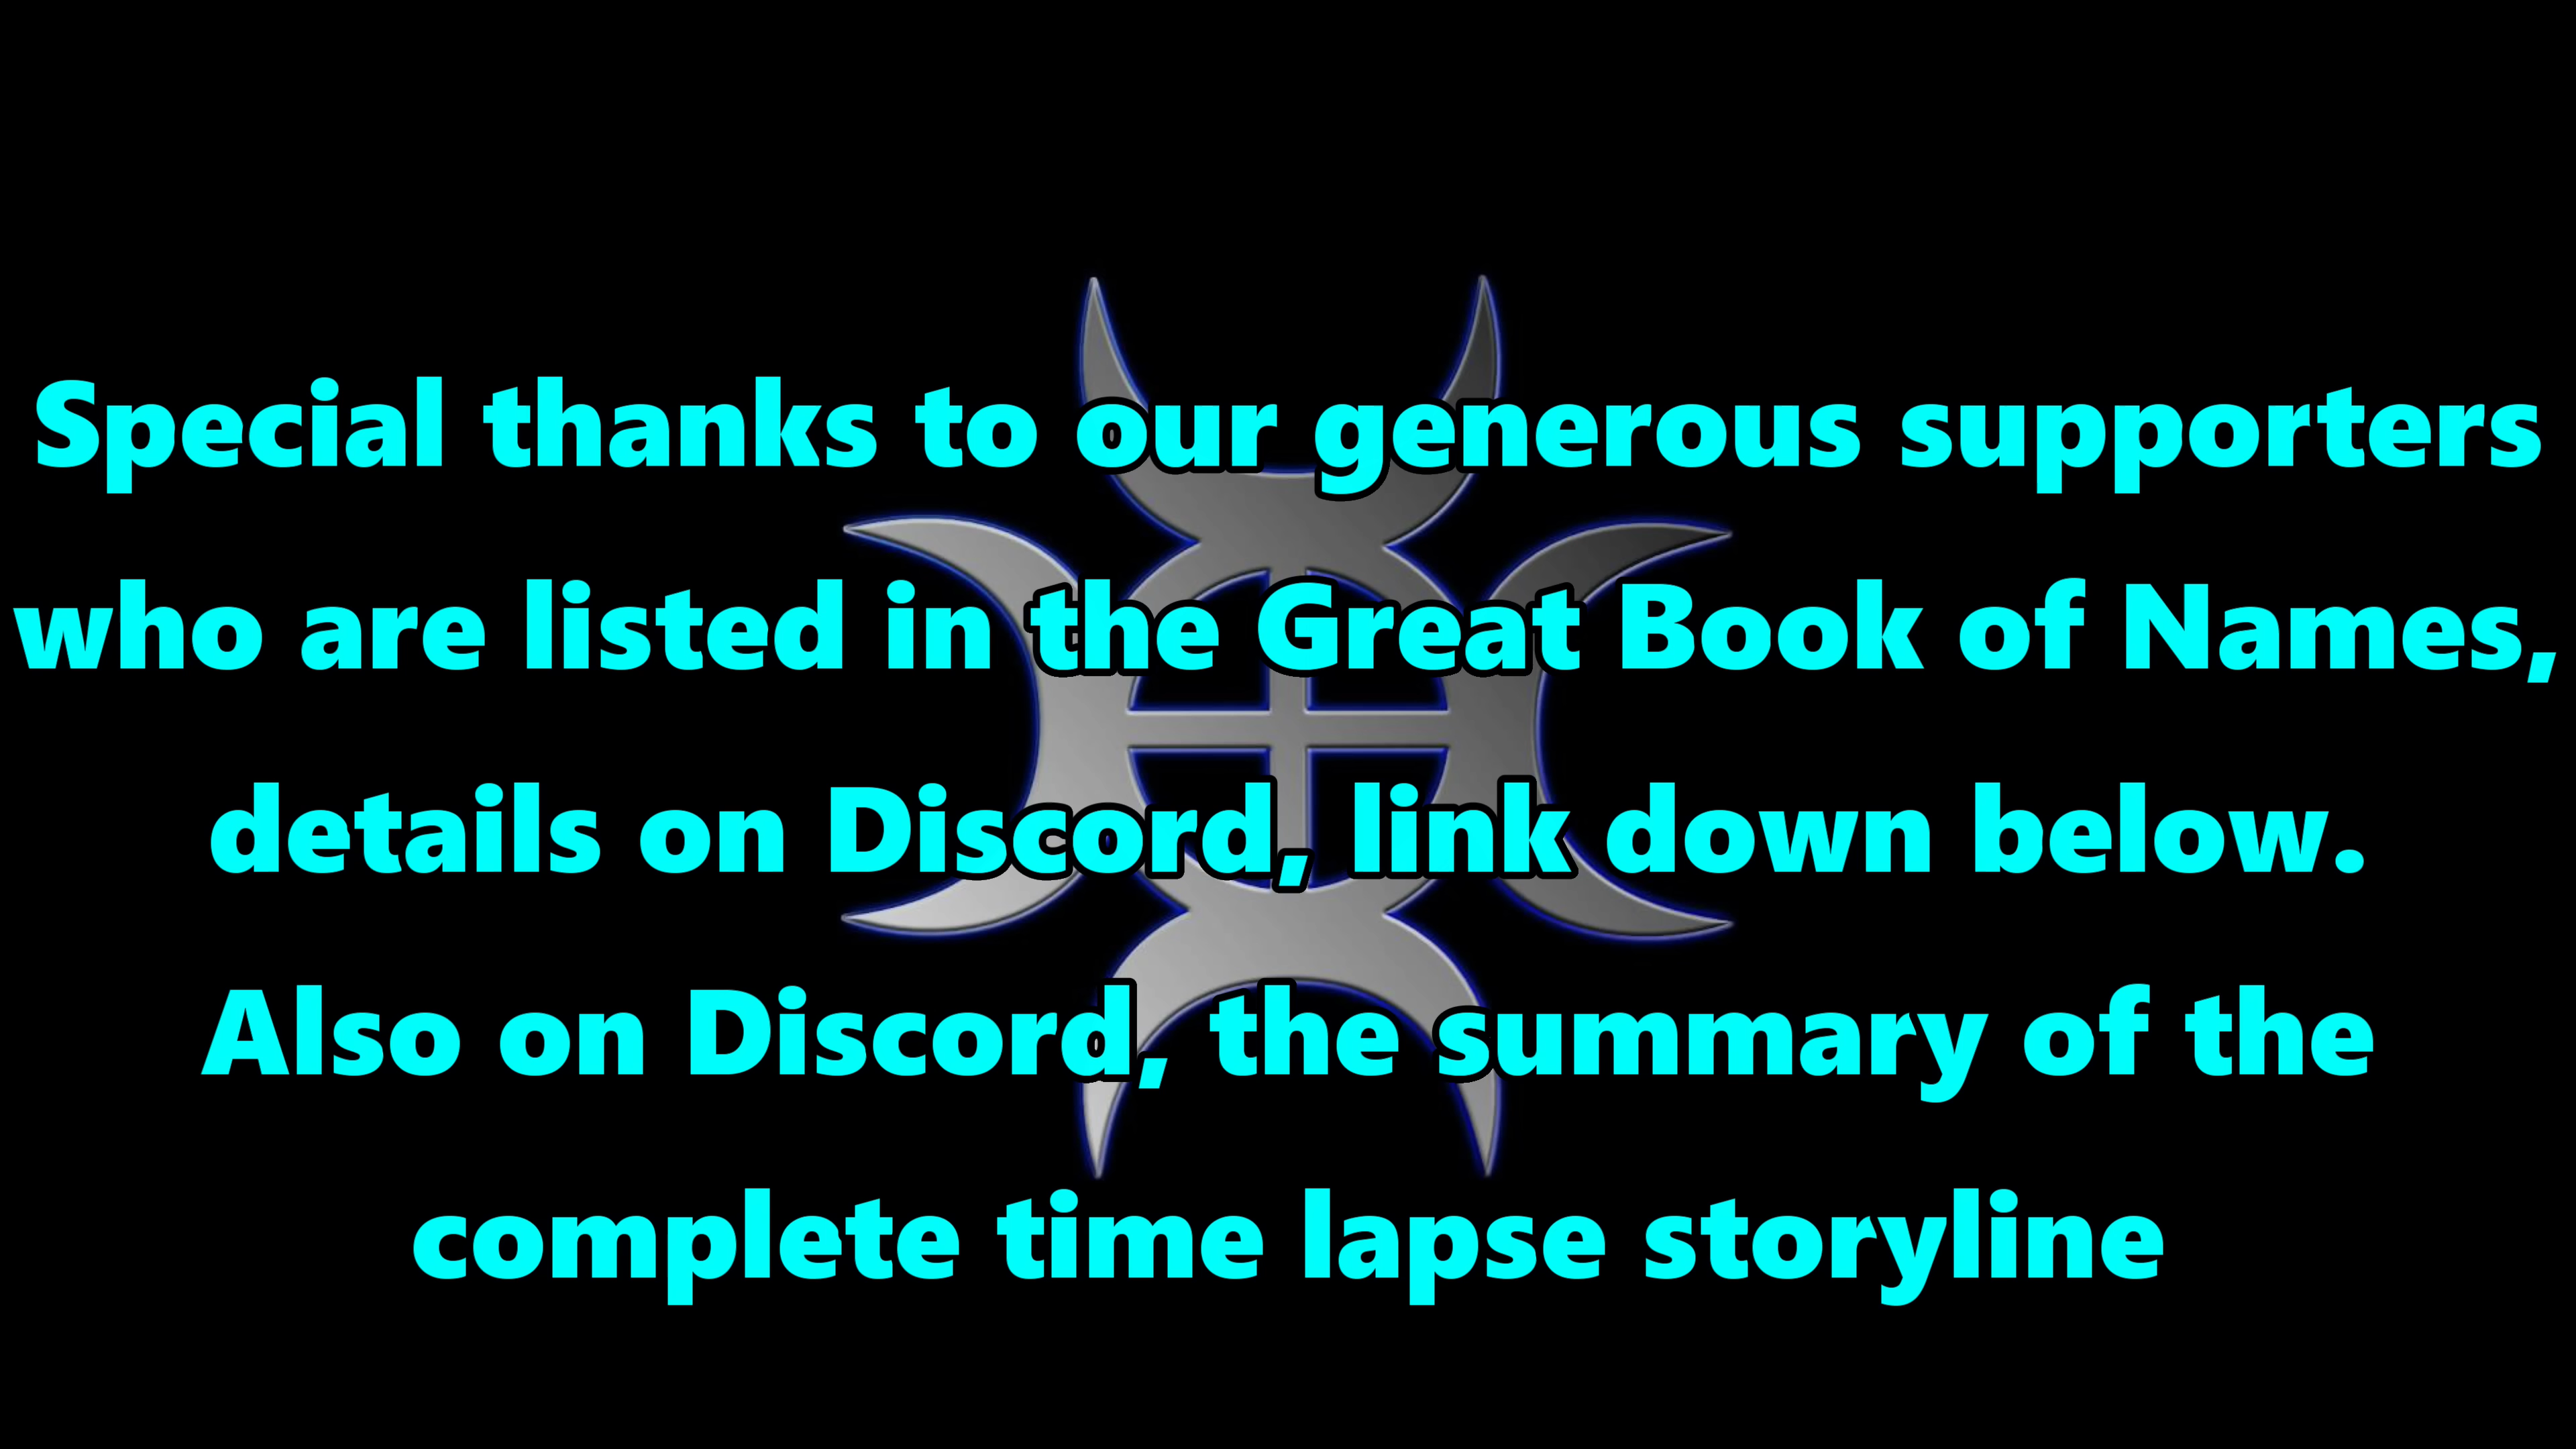 Special thanks to our generous supporters
who are listed in the Great Book of Names,
details on Discord, link down below.
Also on Discord, the summary of the
complete time lapse storyline